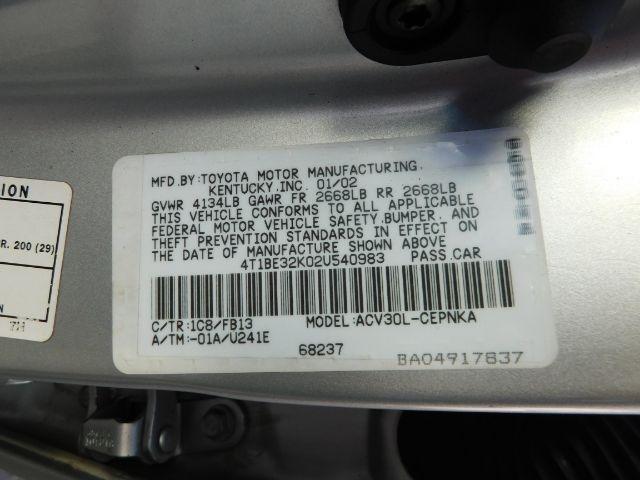 MFD.BY:TOYOTA MOTOR MANUFACTURING.
KENTUCKY,INC. 01/02
GVWR 4134LB GAWR FR 2668LB RR 2668LB
THIS VEHICLE CONFORMS TO ALL APPLICABLE
FEDERAL MOTOR VEHICLE SAFETY,BUMPER, AND
THEFT PREVENTION STANDARDS IN EFFECT ON
THE DATE OF MANUFACTURE SHOWN ABOVE
4T1BE32K02U540983 PASS.CAR
C/TR:1C8/FB13 MODEL:ACV30L-CEPNKA
A/TM:-01A/U241E
68237
BA04917837
ION
R. 200 (29)
N